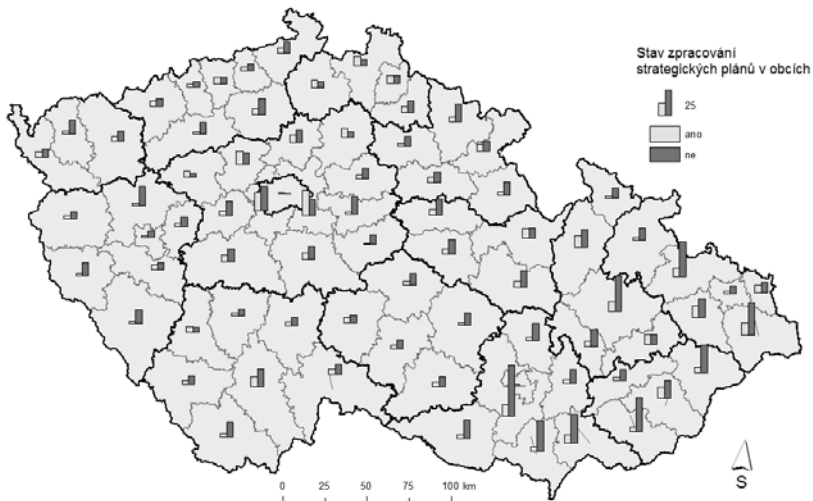 Stav zpracování
strategických plánů v obcích
25
ano
ne
0 25 50 75 100 km
S